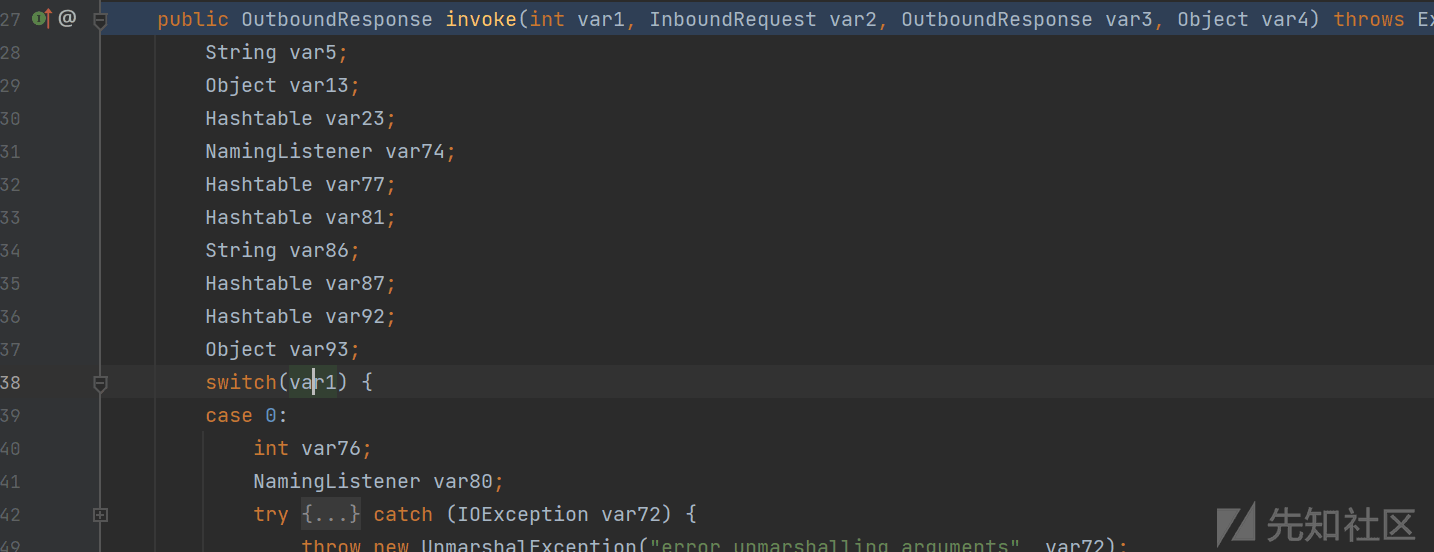 27 @ public OutboundResponse invoke(int var1, InboundRequest var2, OutboundResponse var3, Object var4) throws Ex
28 String var5;
29 Object var13;
30 Hashtable var23;
31 NamingListener var74;
32 Hashtable var77;
33 Hashtable var81;
34 String var86;
35 Hashtable var87;
36 Hashtable var92;
37 Object var93;
38 switch(var1) {
39 case 0:
40 int var76;
41 NamingListener var80;
42 try {...} catch (IOException var72) {
49 throw new UnmarshalException("error unmarshalling arguments", var72);
先知社区